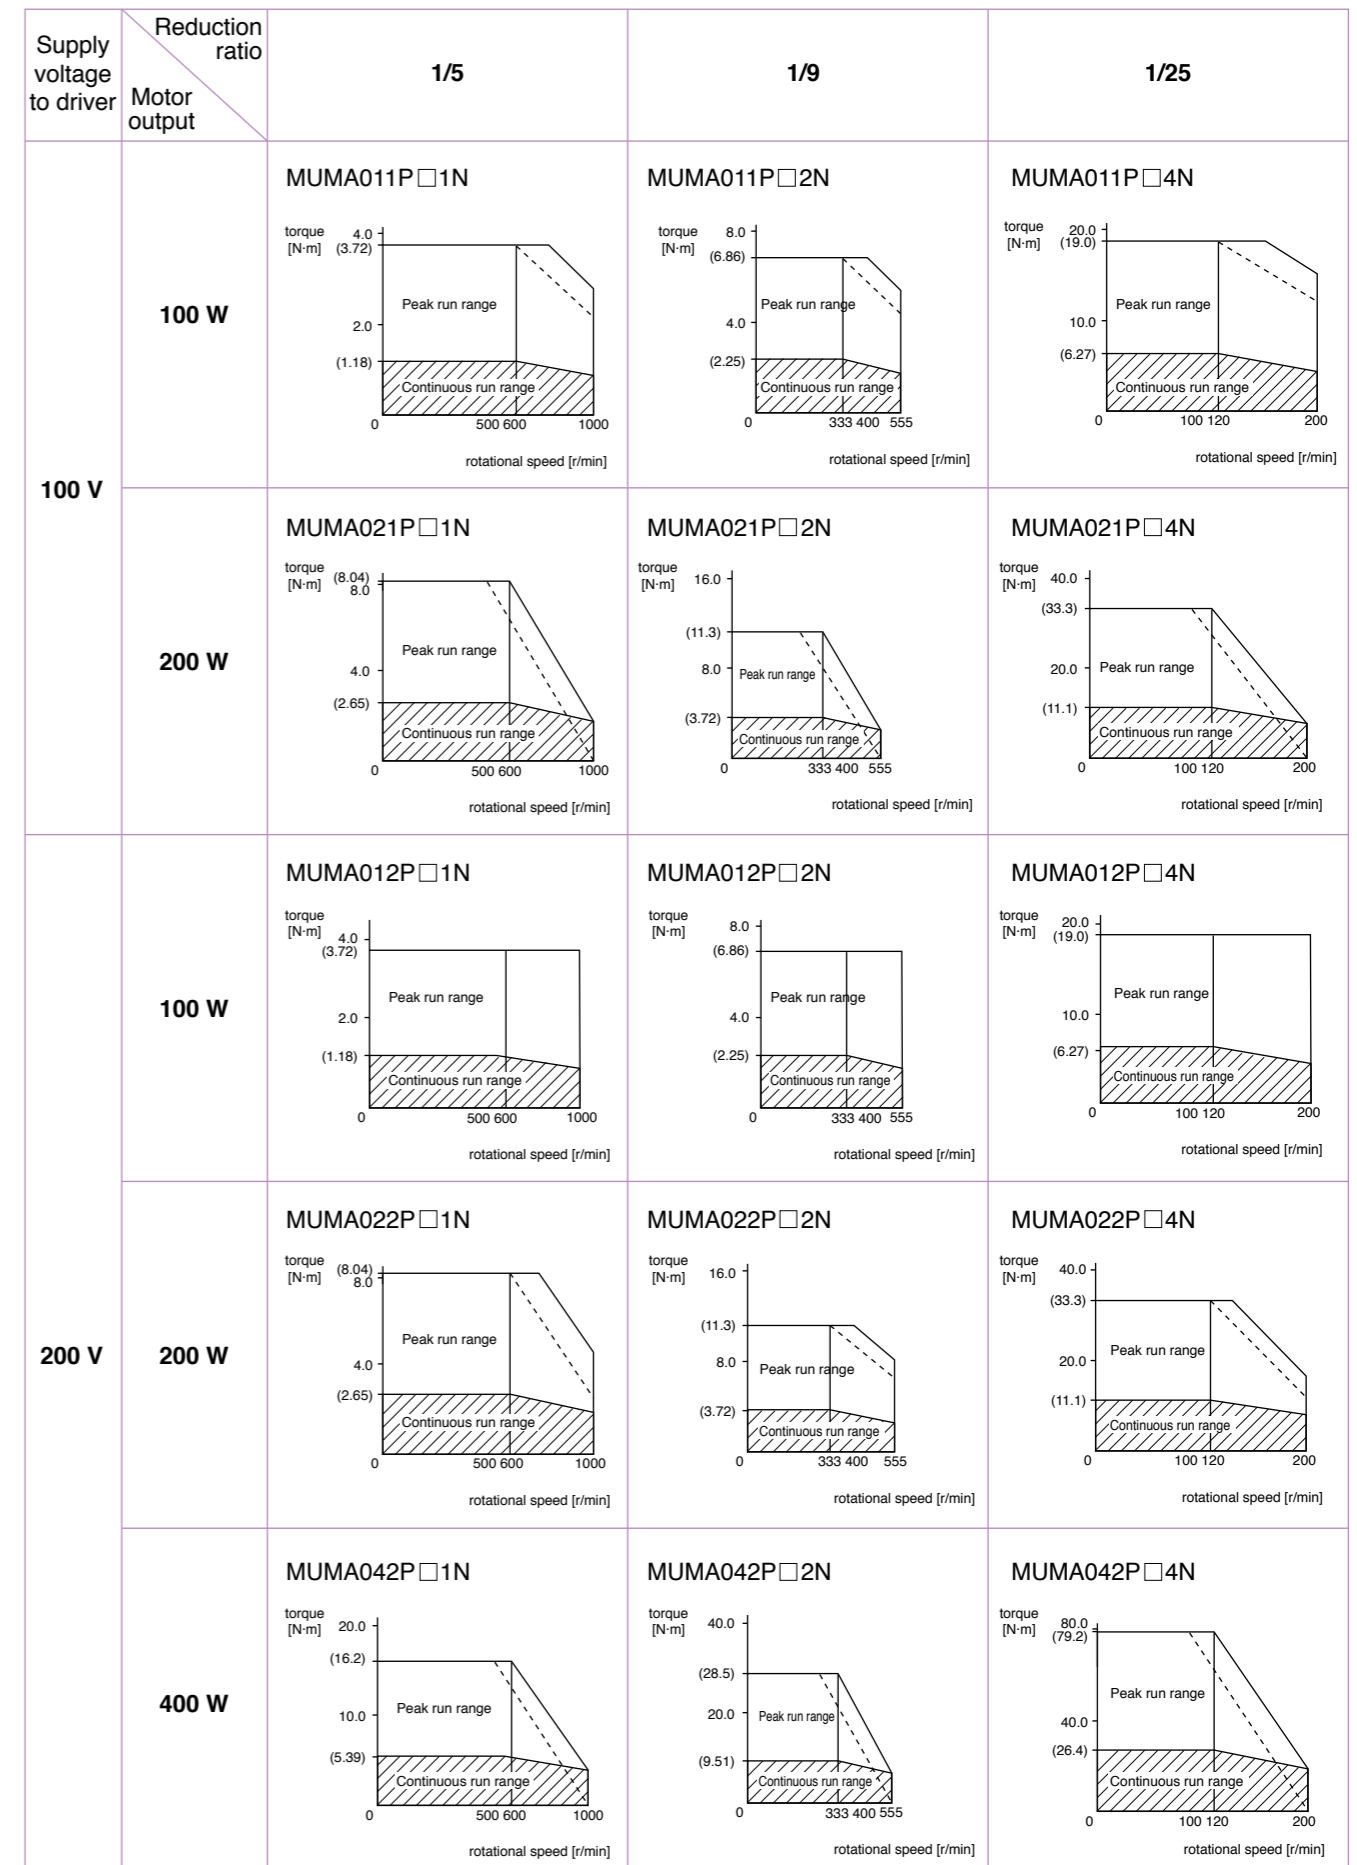 Supply
voltage
to driver
Reduction
ratio
Motor
output
1/5
1/9
1/25
100 V
100 W
MUMA011P□1N
torque
[N·m]
4.0
(3.72)
Peak run range
2.0
(1.18)
Continuous run range
0 500 600 1000
rotational speed [r/min]
MUMA011P□2N
torque
[N·m]
8.0
(6.86)
Peak run range
4.0
(2.25)
Continuous run range
0 333 400 555
rotational speed [r/min]
MUMA011P□4N
torque
[N·m]
20.0
(19.0)
Peak run range
10.0
(6.27)
Continuous run range
0 100 120 200
rotational speed [r/min]
200 W
MUMA021P□1N
torque
[N·m]
(8.04)
8.0
Peak run range
4.0
(2.65)
Continuous run range
0 500 600 1000
rotational speed [r/min]
MUMA021P□2N
torque
[N·m]
16.0
(11.3)
8.0
Peak run range
(3.72)
Continuous run range
0 333 400 555
rotational speed [r/min]
MUMA021P□4N
torque
[N·m]
40.0
(33.3)
20.0
Peak run range
(11.1)
Continuous run range
0 100 120 200
rotational speed [r/min]
200 V
100 W
MUMA012P□1N
torque
[N·m]
4.0
(3.72)
Peak run range
2.0
(1.18)
Continuous run range
0 500 600 1000
rotational speed [r/min]
MUMA012P□2N
torque
[N·m]
8.0
(6.86)
Peak run range
4.0
(2.25)
Continuous run range
0 333 400 555
rotational speed [r/min]
MUMA012P□4N
torque
[N·m]
20.0
(19.0)
Peak run range
10.0
(6.27)
Continuous run range
0 100 120 200
rotational speed [r/min]
200 W
MUMA022P□1N
torque
[N·m]
(8.04)
8.0
Peak run range
4.0
(2.65)
Continuous run range
0 500 600 1000
rotational speed [r/min]
MUMA022P□2N
torque
[N·m]
16.0
(11.3)
8.0
Peak run range
(3.72)
Continuous run range
0 333 400 555
rotational speed [r/min]
MUMA022P□4N
torque
[N·m]
40.0
(33.3)
Peak run range
20.0
(11.1)
Continuous run range
0 100 120 200
rotational speed [r/min]
400 W
MUMA042P□1N
torque
[N·m]
20.0
(16.2)
Peak run range
10.0
(5.39)
Continuous run range
0 500 600 1000
rotational speed [r/min]
MUMA042P□2N
torque
[N·m]
40.0
(28.5)
20.0
Peak run range
(9.51)
Continuous run range
0 333 400 555
rotational speed [r/min]
MUMA042P□4N
torque
[N·m]
80.0
(79.2)
Peak run range
40.0
(26.4)
Continuous run range
0 100 120 200
rotational speed [r/min]